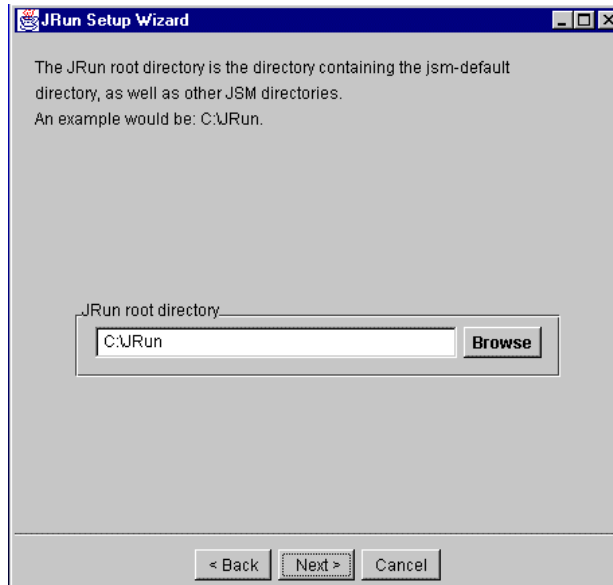 JRun Setup Wizard
The JRun root directory is the directory containing the jsm-default
directory, as well as other JSM directories.
An example would be: C:\JRun.
JRun root directory
C:\JRun
Browse
< Back
Next >
Cancel